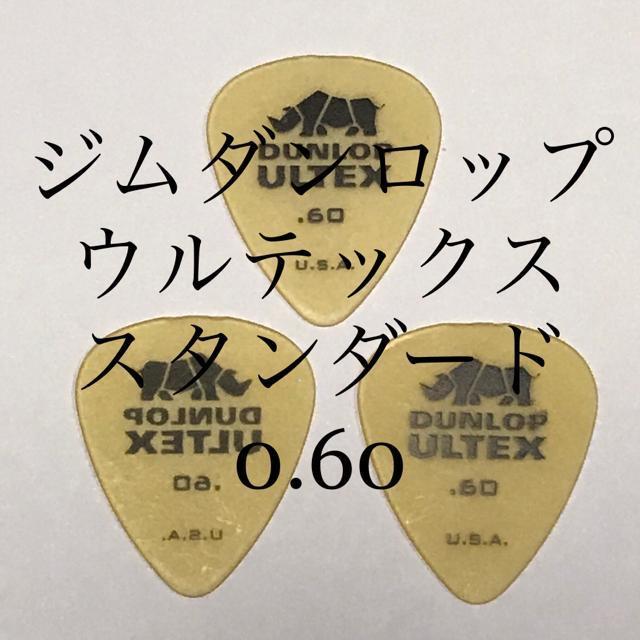 DUNLOP
ULTEX
.60
U.S.A.
ジムダンロップ
ウルテックス
スタンダード
0.60
DUNLOP
ULTEX
.60
U.S.A.
DUNLOP
ULTEX
.60
U.S.A.